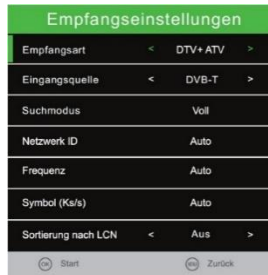 Empfangseinstellungen
Empfangsart < DTV+ ATV >
Eingangsquelle < DVB-T >
Suchmodus Voll
Netzwerk ID Auto
Frequenz Auto
Symbol (Ks/s) Auto
Sortierung nach LCN < Aus >
OK Start Zurück